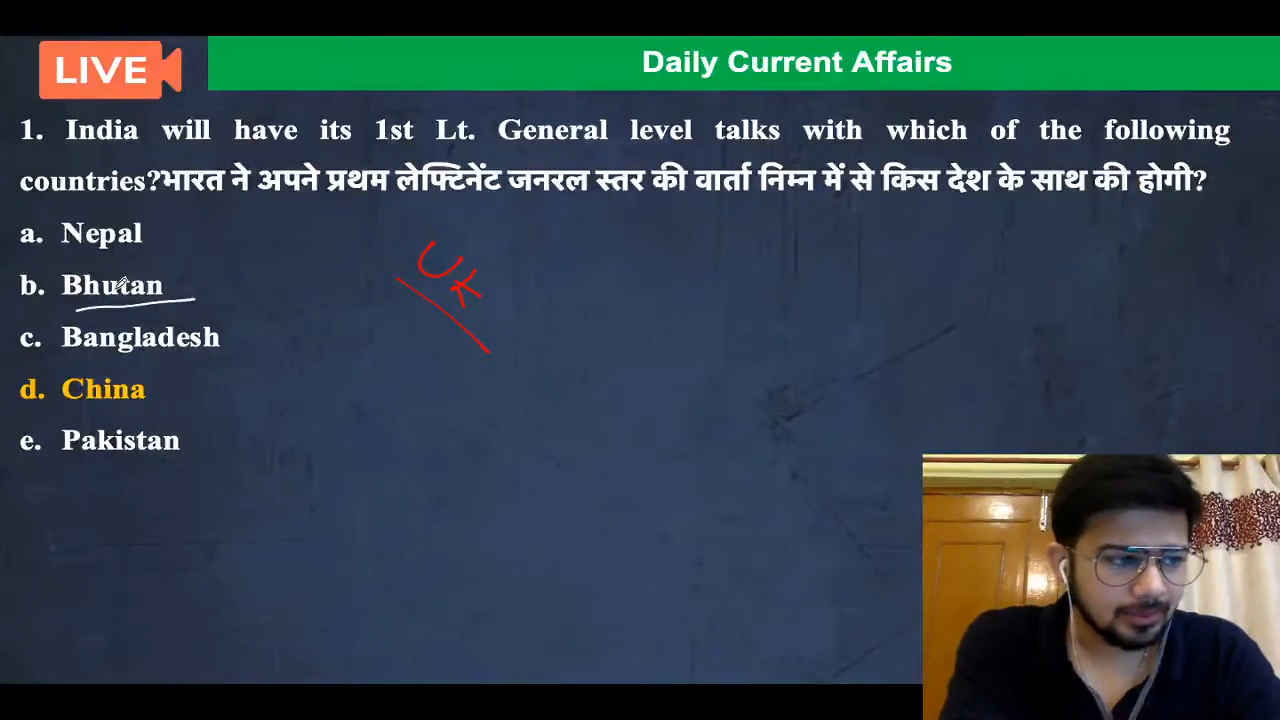 LIVE
Daily Current Affairs
1. India will have its 1st Lt. General level talks with which of the following
countries?भारत ने अपने प्रथम लेफ्टिनेंट जनरल स्तर की वार्ता निम्न में से किस देश के साथ की होगी?
a. Nepal
UK
b. Bhutan
c. Bangladesh
d. China
e. Pakistan